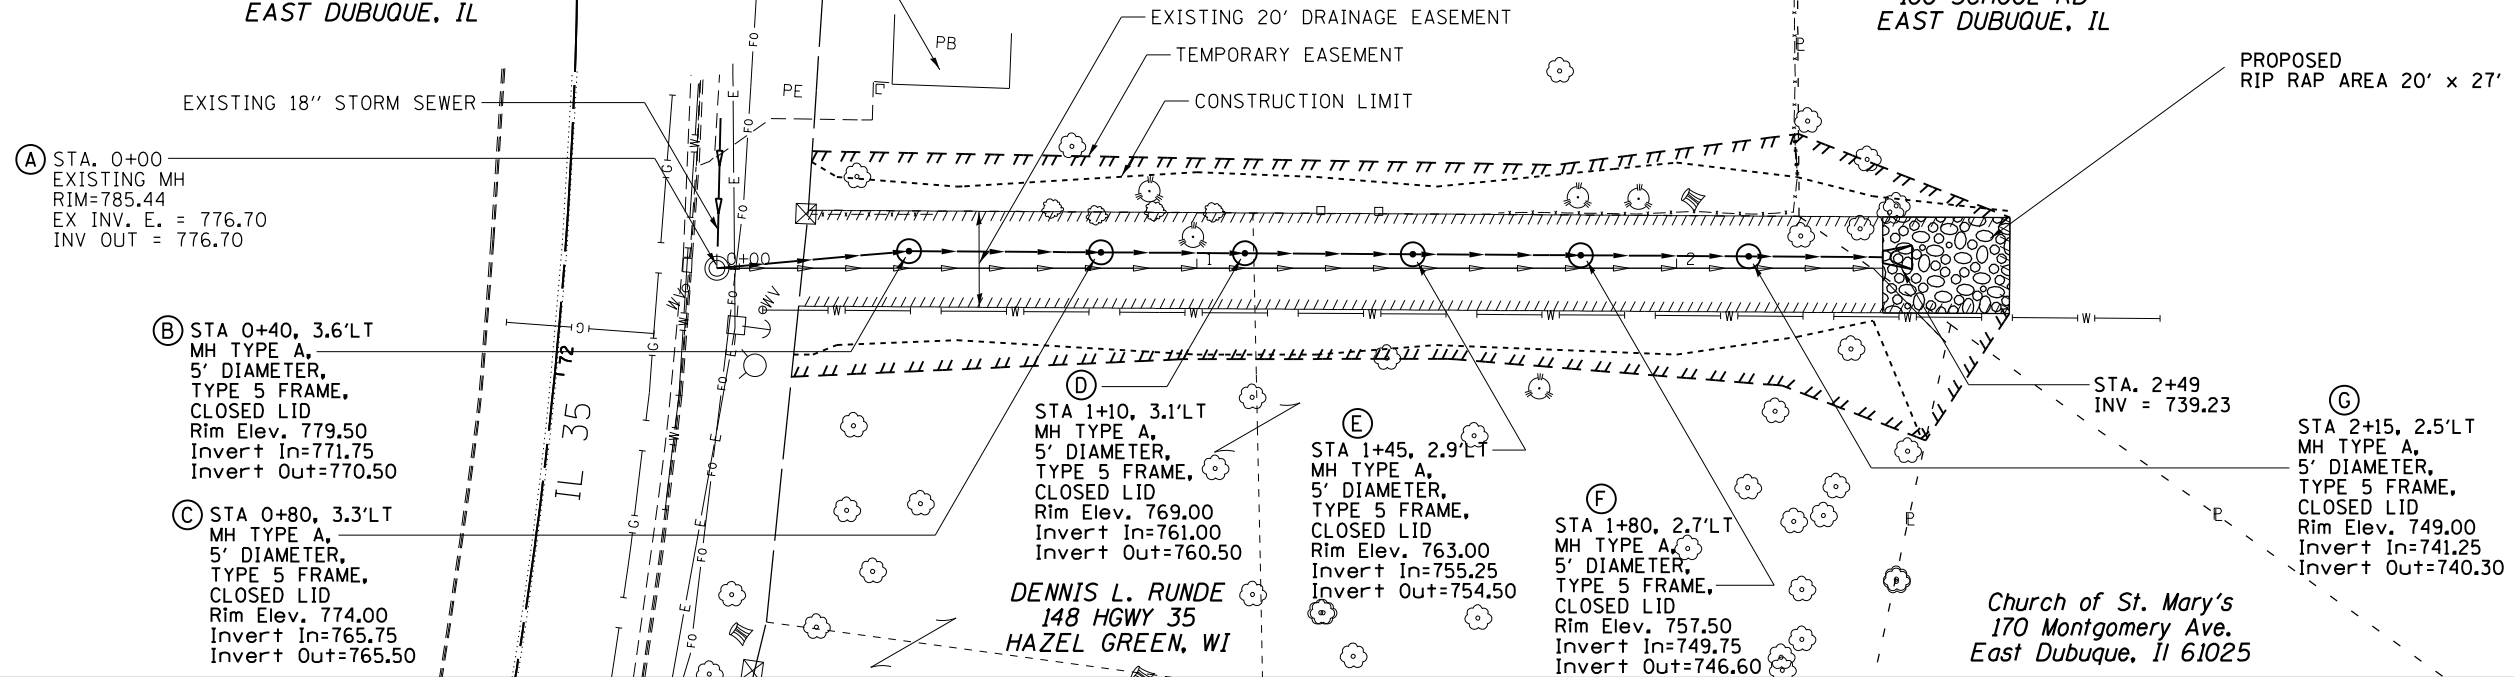 EAST DUBUQUE, IL
EXISTING 18" STORM SEWER
A
STA. 0+00
EXISTING MH
RIM=785.44
EX INV. E. = 776.70
INV OUT = 776.70
PB
PE
EXISTING 20' DRAINAGE EASEMENT
TEMPORARY EASEMENT
CONSTRUCTION LIMIT
EAST DUBUQUE, IL
PROPOSED
RIP RAP AREA 20' x 27'
0+00
1
2
B
STA 0+40, 3.6'LT
MH TYPE A,
5' DIAMETER,
TYPE 5 FRAME,
CLOSED LID
Rim Elev. 779.50
Invert In=771.75
Invert Out=770.50
C
STA 0+80, 3.3'LT
MH TYPE A,
5' DIAMETER,
TYPE 5 FRAME,
CLOSED LID
Rim Elev. 774.00
Invert In=765.75
Invert Out=765.50
IL 35
WV
WV
D
STA 1+10, 3.1'LT
MH TYPE A,
5' DIAMETER,
TYPE 5 FRAME,
CLOSED LID
Rim Elev. 769.00
Invert In=761.00
Invert Out=760.50
DENNIS L. RUNDE
148 HGWY 35
HAZEL GREEN, WI
E
STA 1+45, 2.9'LT
MH TYPE A,
5' DIAMETER,
TYPE 5 FRAME,
CLOSED LID
Rim Elev. 763.00
Invert In=755.25
Invert Out=754.50
F
STA 1+80, 2.7'LT
MH TYPE A,
5' DIAMETER,
TYPE 5 FRAME,
CLOSED LID
Rim Elev. 757.50
Invert In=749.75
Invert Out=746.60
STA. 2+49
INV = 739.23
G
STA 2+15, 2.5'LT
MH TYPE A,
5' DIAMETER,
TYPE 5 FRAME,
CLOSED LID
Rim Elev. 749.00
Invert In=741.25
Invert Out=740.30
Church of St. Mary's
170 Montgomery Ave.
East Dubuque, Il 61025